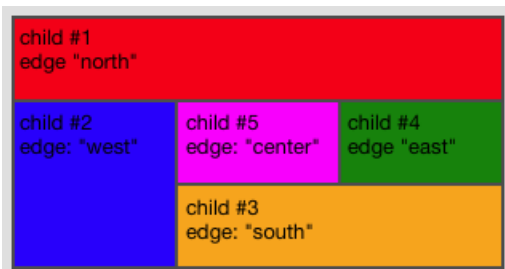 child #1
edge "north"
child #2
edge: "west"
child #5
edge: "center"
child #4
edge "east"
child #3
edge: "south"